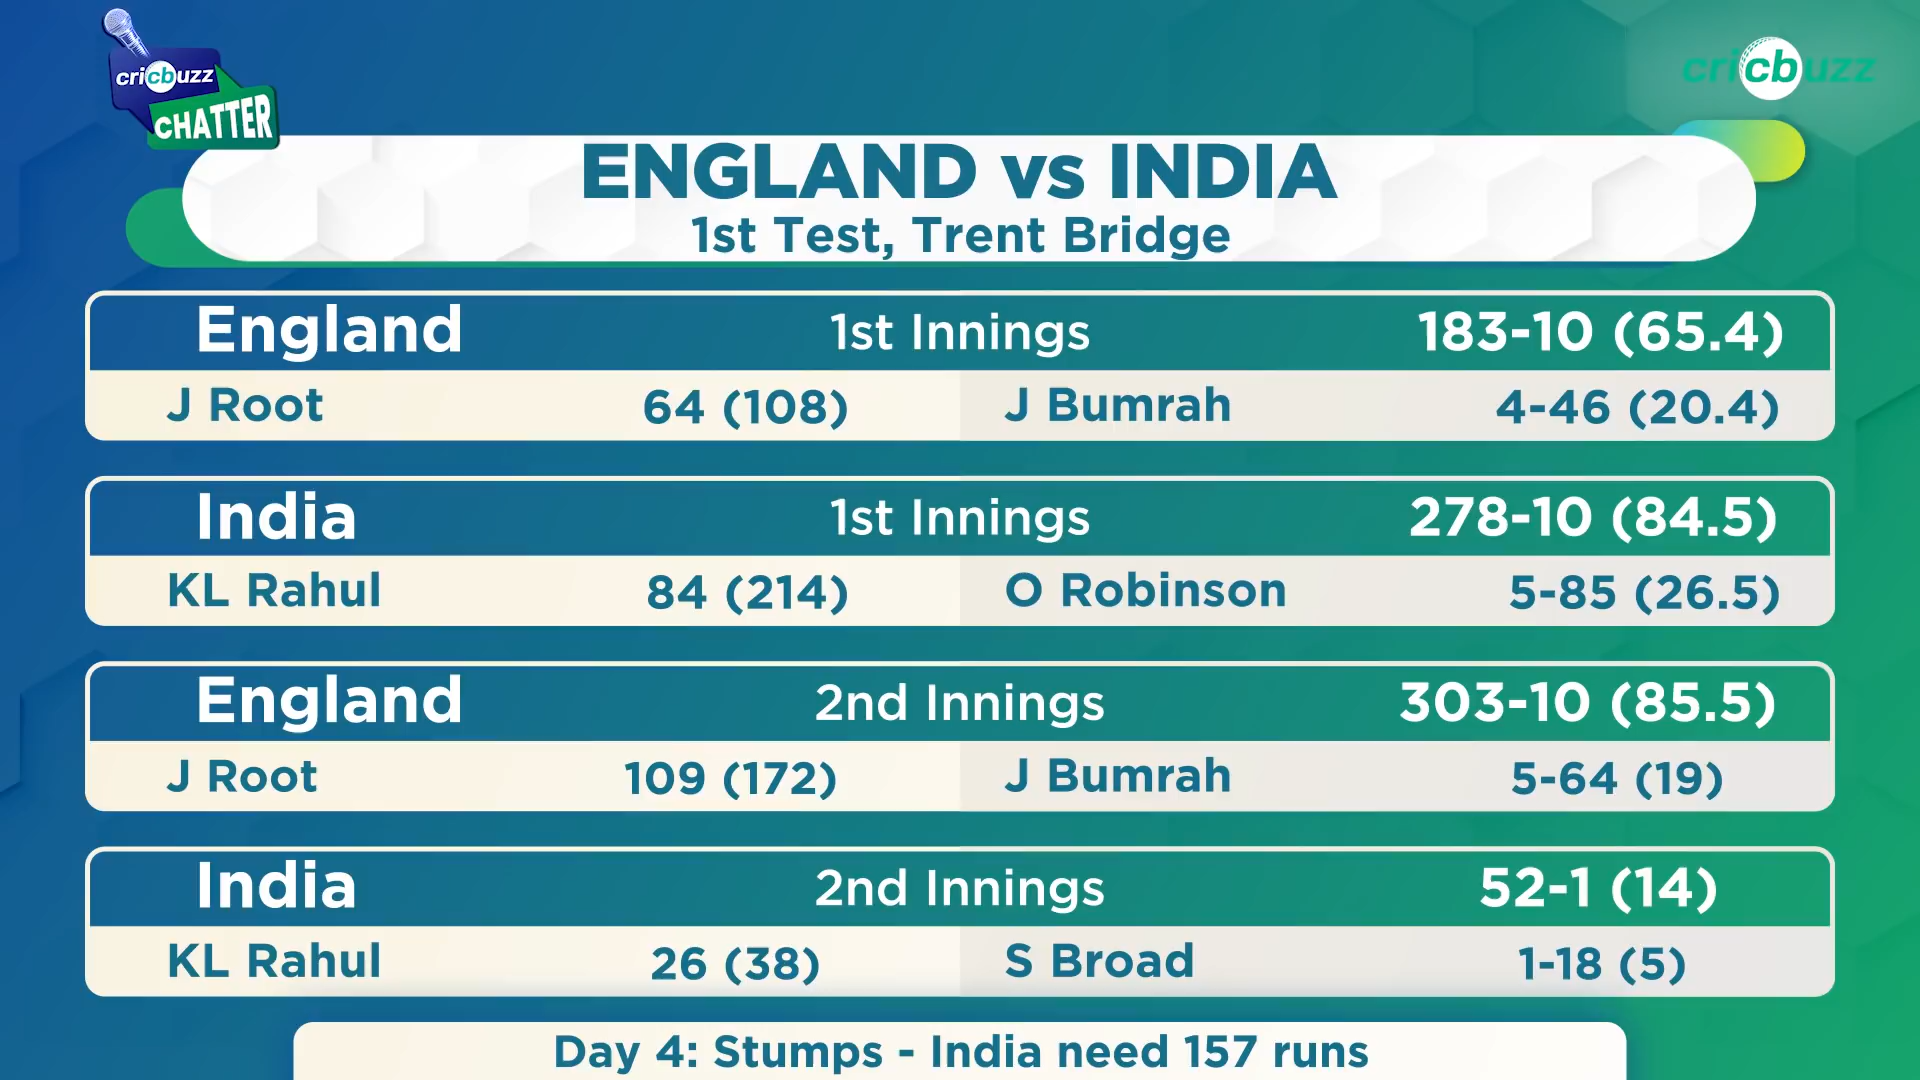 cricbuzz
CHATTER
cricbuzz
ENGLAND vs INDIA
1st Test, Trent Bridge
England 1st Innings 183-10 (65.4)
J Root 64 (108) J Bumrah 4-46 (20.4)
India 1st Innings 278-10 (84.5)
KL Rahul 84 (214) O Robinson 5-85 (26.5)
England 2nd Innings 303-10 (85.5)
J Root 109 (172) J Bumrah 5-64 (19)
India 2nd Innings 52-1 (14)
KL Rahul 26 (38) S Broad 1-18 (5)
Day 4: Stumps - India need 157 runs